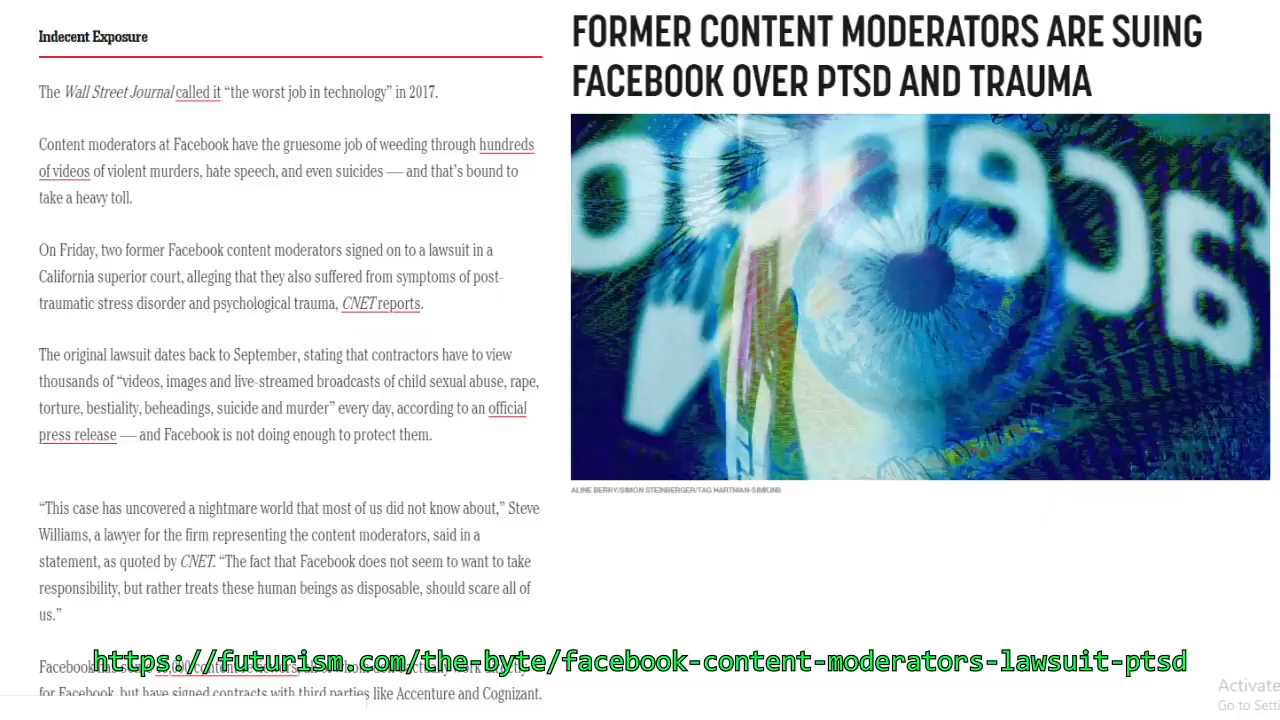 Indecent Exposure
The Wall Street Journal called it “the worst job in technology” in 2017.
Content moderators at Facebook have the gruesome job of weeding through hundreds
of videos of violent murders, hate speech, and even suicides — and that’s bound to
take a heavy toll.
On Friday, two former Facebook content moderators signed on to a lawsuit in a
California superior court, alleging that they also suffered from symptoms of post-
traumatic stress disorder and psychological trauma, CNET reports.
The original lawsuit dates back to September, stating that contractors have to view
thousands of “videos, images and live-streamed broadcasts of child sexual abuse, rape,
torture, bestiality, beheadings, suicide and murder” every day, according to an official
press release — and Facebook is not doing enough to protect them.
“This case has uncovered a nightmare world that most of us did not know about,” Steve
Williams, a lawyer for the firm representing the content moderators, said in a
statement, as quoted by CNET. “The fact that Facebook does not seem to want to take
responsibility, but rather treats these human beings as disposable, should scare all of
us.”
Facebook
for Facebook, but have signed contracts with third parties like Accenture and Cognizant.
FORMER CONTENT MODERATORS ARE SUING
FACEBOOK OVER PTSD AND TRAUMA
ALINE BERRY/SIMON STEINBERGER/TAG HARTMAN-SIMKINS
https://futurism.com/the-byte/facebook-content-moderators-lawsuit-ptsd
Activate
Go to Setti